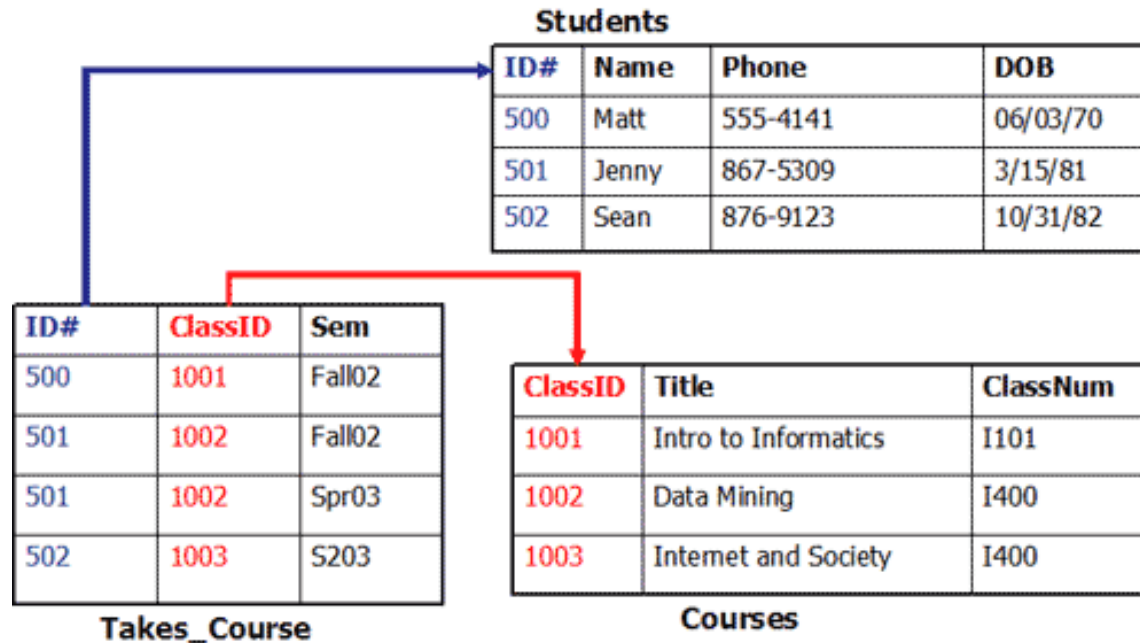 Students
ID# Name Phone DOB
500 Matt 555-4141 06/03/70
501 Jenny 867-5309 3/15/81
502 Sean 876-9123 10/31/82
ID# ClassID Sem
500 1001 Fall02
501 1002 Fall02
501 1002 Spr03
502 1003 S203
Takes_Course
ClassID Title ClassNum
1001 Intro to Informatics I101
1002 Data Mining I400
1003 Internet and Society I400
Courses